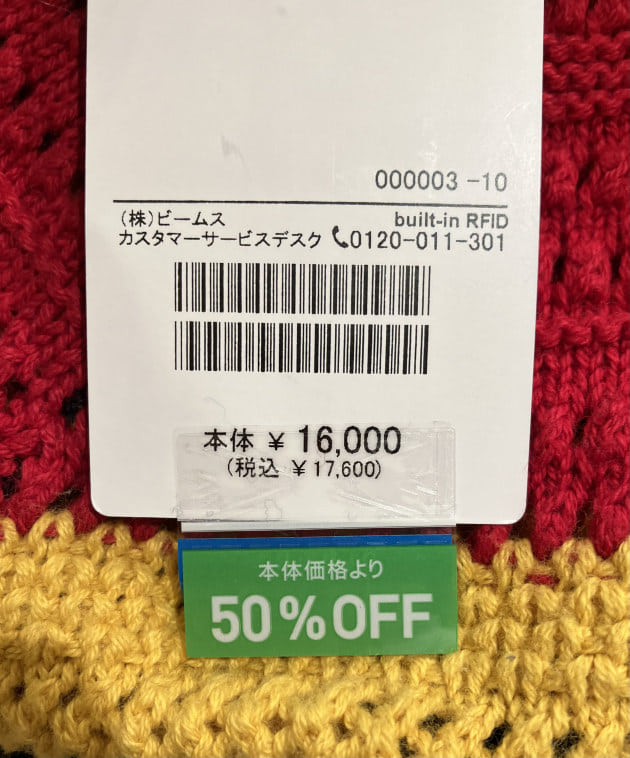 000003 -10
(株)ビームス built-in RFID
カスタマーサービスデスク 📞0120-011-301
本体 ¥ 16,000
(税込 ¥ 17,600)
本体価格より
50%OFF